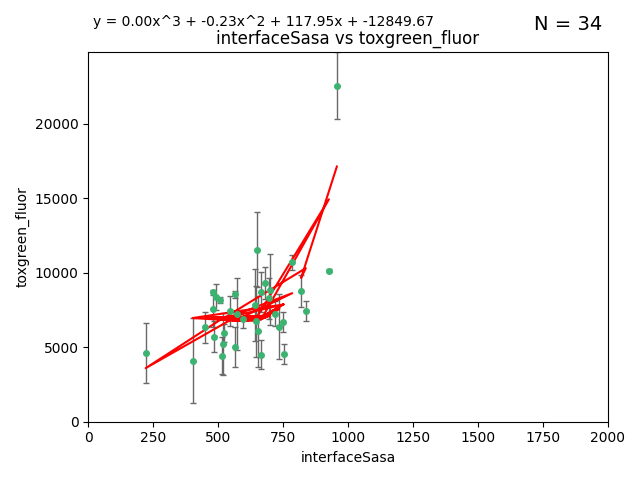 y = 0.00x^3 + -0.23x^2 + 117.95x + -12849.67
N = 34
interfaceSasa vs toxgreen_fluor
20000
15000
10000
5000
0
toxgreen_fluor
0 250 500 750 1000 1250 1500 1750 2000
interfaceSasa